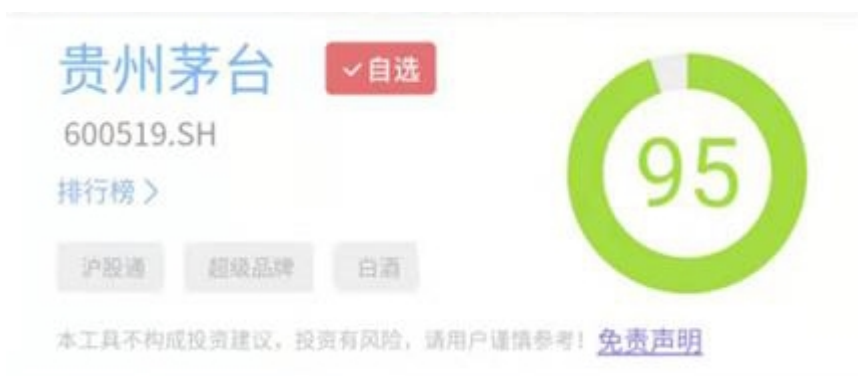 贵州茅台 自选
600519.SH
95
排行榜 >
沪股通 超级品牌 白酒
本工具不构成投资建议，投资有风险，请用户谨慎参考! 免责声明